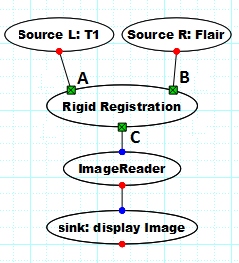 Source L: T1
Source R: Flair
A
B
Rigid Registration
C
ImageReader
sink: display Image